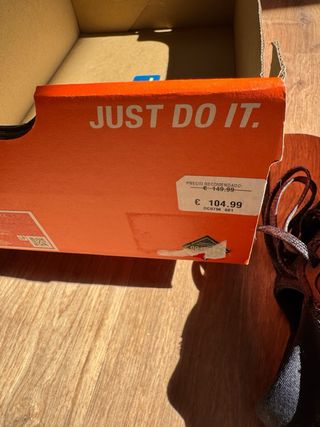 JUST DO IT.
PRECIO RECOMENDADO
€ 149.99
€ 104.99